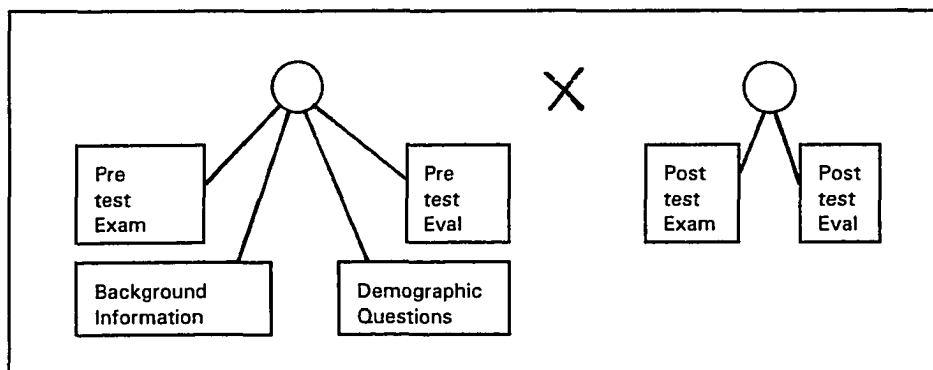 X
Pre
test
Exam
Pre
test
Eval
Post
test
Exam
Post
test
Eval
Background
Information
Demographic
Questions